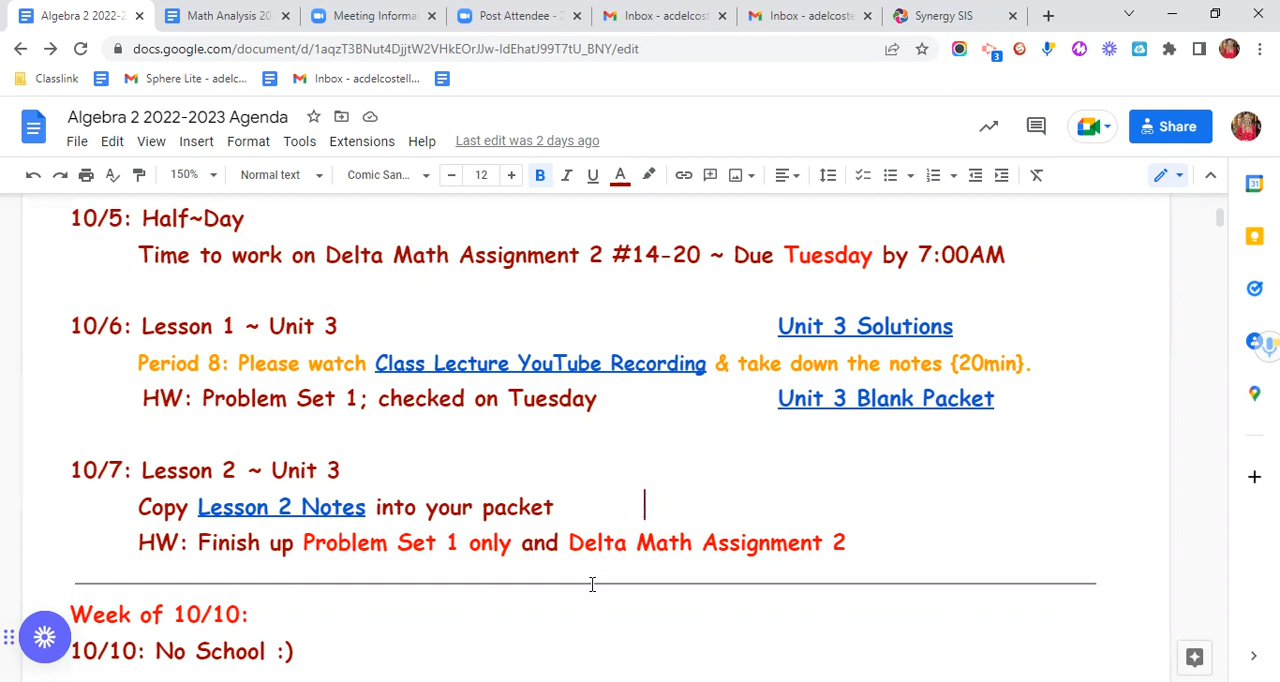 Algebra 2 2022-2
Math Analysis 20
Meeting Informa
Post Attendee - Z
Inbox - acdelcost
Inbox - adelcoste
Synergy SIS
docs.google.com/document/d/1aqzT3BNut4DjjtW2VHkEOrJJw-IdEhatJ99T7tU_BNY/edit
3
Classlink
Sphere Lite - adelc...
Inbox - acdelcostell...
Algebra 2 2022-2023 Agenda
File Edit View Insert Format Tools Extensions Help Last edit was 2 days ago
Share
150% Normal text Comic San... 12 B I U A
31
10/5: Half~Day
Time to work on Delta Math Assignment 2 #14-20 ~ Due Tuesday by 7:00AM
10/6: Lesson 1 ~ Unit 3 Unit 3 Solutions
Period 8: Please watch Class Lecture YouTube Recording & take down the notes {20min}.
HW: Problem Set 1; checked on Tuesday Unit 3 Blank Packet
10/7: Lesson 2 ~ Unit 3
Copy Lesson 2 Notes into your packet
HW: Finish up Problem Set 1 only and Delta Math Assignment 2
Week of 10/10:
10/10: No School :)